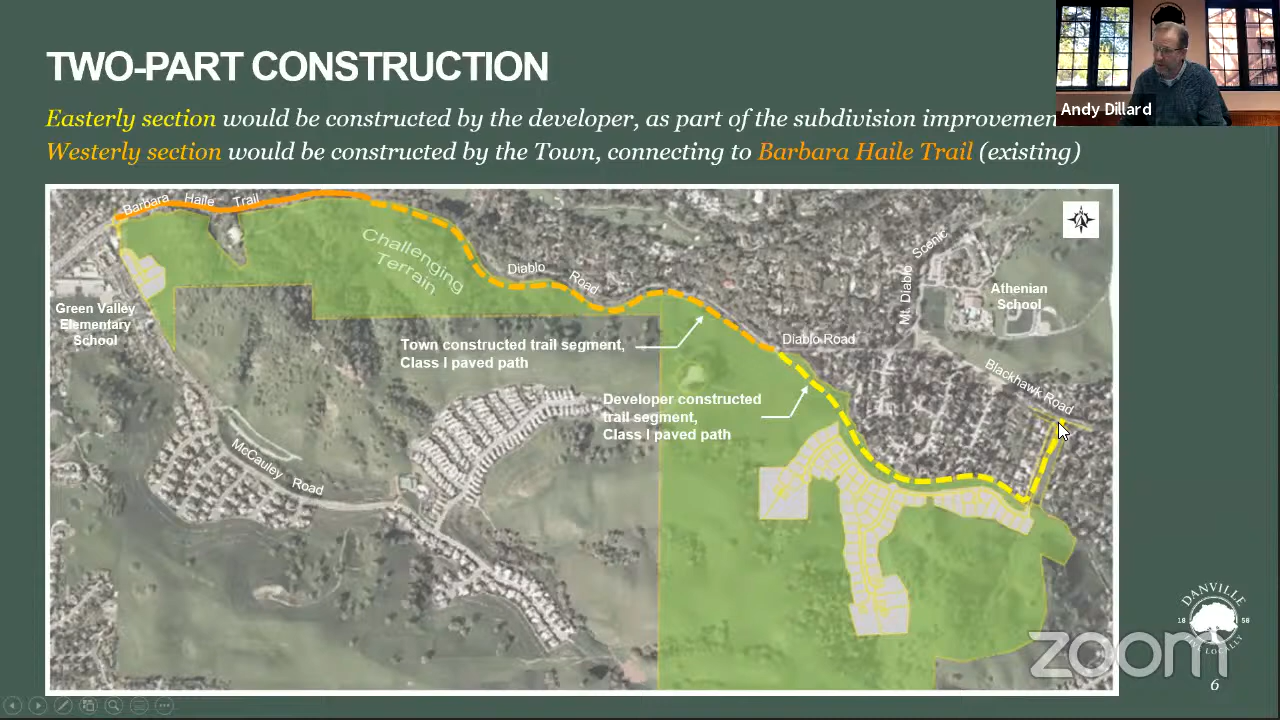 TWO-PART CONSTRUCTION
Easterly section would be constructed by the developer, as part of the subdivision improvemen
Westerly section would be constructed by the Town, connecting to Barbara Haile Trail (existing)
Andy Dillard
Barbara Haile Trail
Challenging
Terrain
Diablo Road
Mt. Diablo Scenic
Athenian
School
Green Valley
Elementary
School
Town constructed trail segment,
Class I paved path
Diablo Road
Blackhawk Road
Developer constructed
trail segment,
Class I paved path
McCauley Road
DANVILLE
18 58
LOCALLY
zoom
6